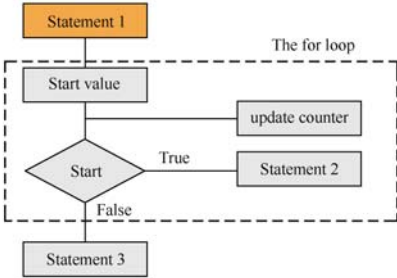 Statement 1
The for loop
Start value
update counter
Start
True
Statement 2
False
Statement 3